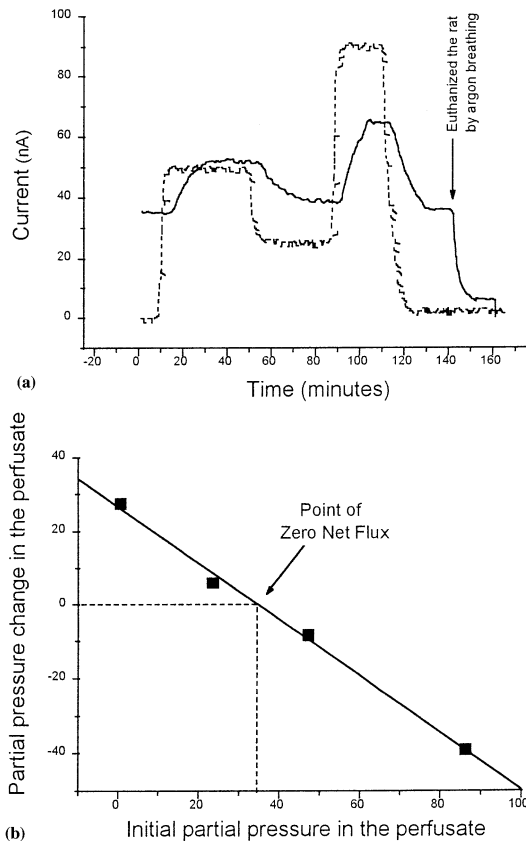 100
80
60
40
20
0
Current (nA)
Euthanized the rat
by argon breathing
-20 0 20 40 60 80 100 120 140 160
Time (minutes)
(a)
40
20
0
-20
-40
Partial pressure change in the perfusate
Point of
Zero Net Flux
0 20 40 60 80 100
Initial partial pressure in the perfusate
(b)